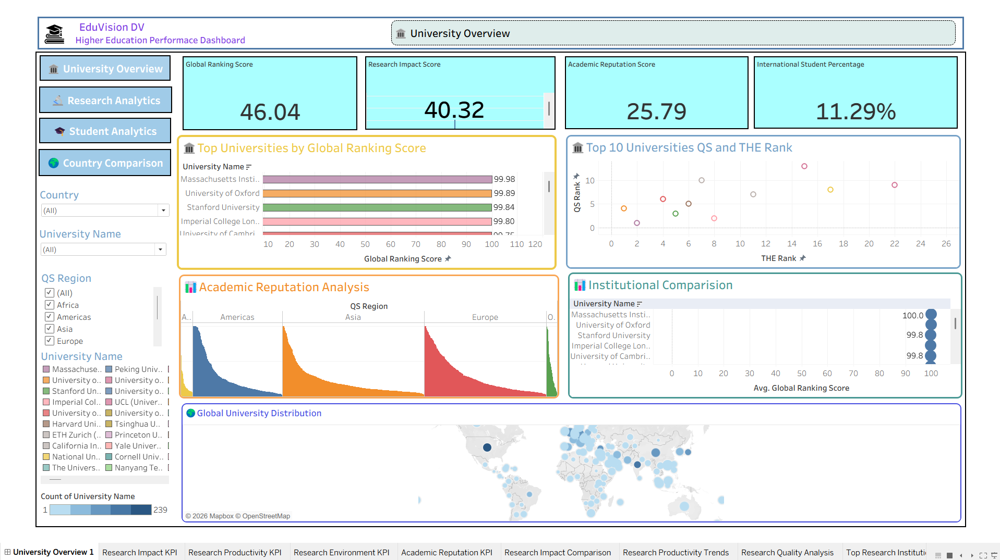 EduVision DV
Higher Education Performace Dashboard
University Overview
University Overview
Research Analytics
Student Analytics
Country Comparison
Country
(All)
University Name
(All)
QS Region
(All)
Africa
Americas
Asia
Europe
University Name
Massachuse.. Peking Univ..
University o.. University o..
Stanford Un.. University o..
Imperial Col.. UCL (Univer..
University o.. University o..
Harvard Uni.. Tsinghua U..
ETH Zurich (.. Princeton U..
California In.. Yale Univer..
National Un.. Cornell Univ..
The Univers.. Nanyang Te..
Count of University Name
1 239
Global Ranking Score
46.04
Research Impact Score
40.32
Academic Reputation Score
25.79
International Student Percentage
11.29%
Top Universities by Global Ranking Score
University Name
Massachusetts Insti.. 99.98
University of Oxford 99.89
Stanford University 99.84
Imperial College Lon.. 99.80
University of Cambri.. 99.75
10 20 30 40 50 60 70 80 90 100 110 120
Global Ranking Score
Top 10 Universities QS and THE Rank
QS Rank
10
5
0
0 2 4 6 8 10 12 14 16 18 20 22 24 26
THE Rank
Academic Reputation Analysis
QS Region
A.. Americas Asia Europe O.
Institutional Comparision
University Name
Massachusetts Insti.. 100.0
University of Oxford
Stanford University 99.8
Imperial College Lon..
University of Cambri.. 99.8
0 10 20 30 40 50 60 70 80 90 100
Avg. Global Ranking Score
Global University Distribution
© 2026 Mapbox © OpenStreetMap
University Overview 1 Research Impact KPI Research Productivity KPI Research Environment KPI Academic Reputation KPI Research Impact Comparison Research Productivity Trends Research Quality Analysis Top Research Instituti